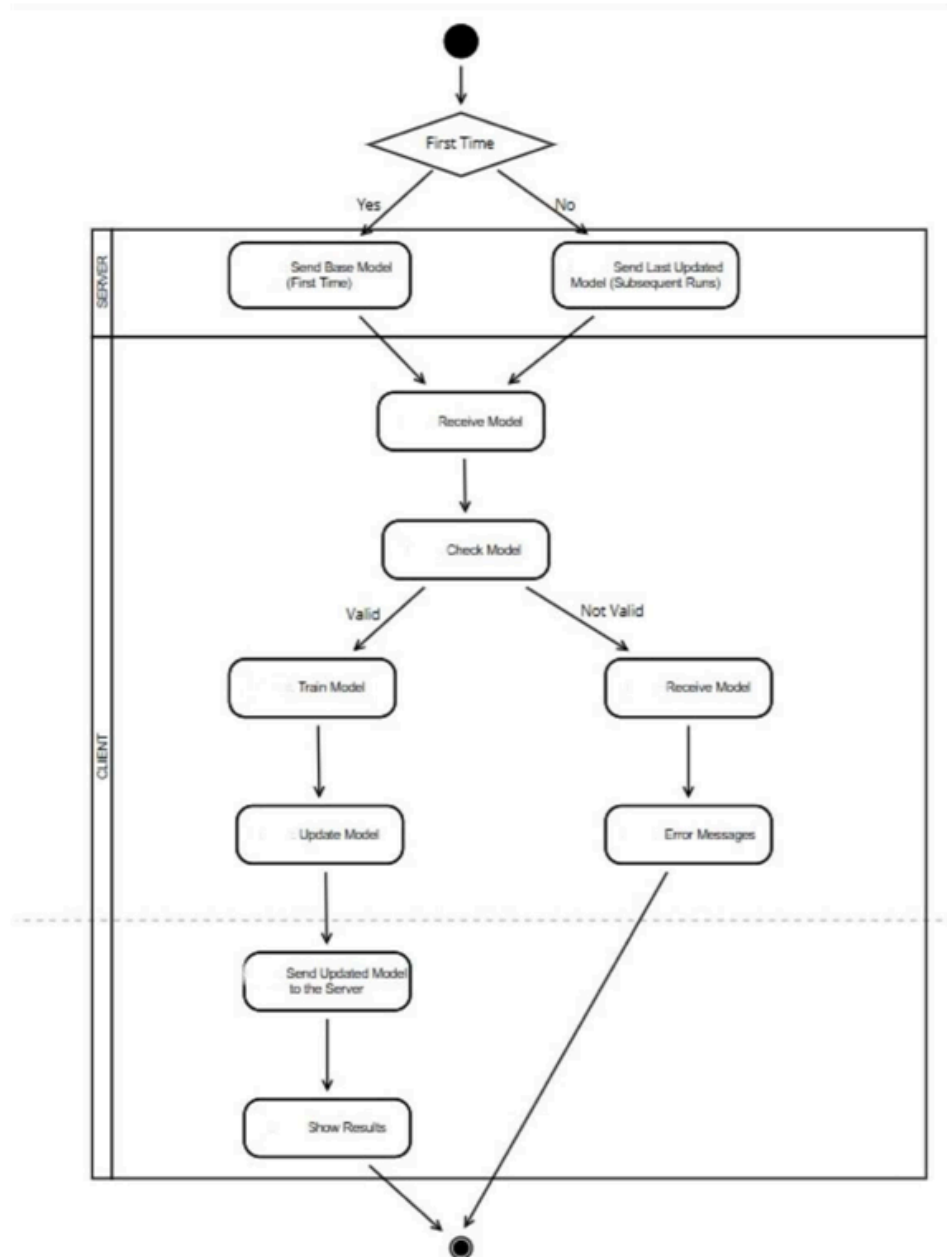 First Time
Yes
No
SERVER
Send Base Model
(First Time)
Send Last Updated
Model (Subsequent Runs)
CLIENT
Receive Model
Check Model
Valid
Not Valid
Train Model
Receive Model
Update Model
Error Messages
Send Updated Model
to the Server
Show Results